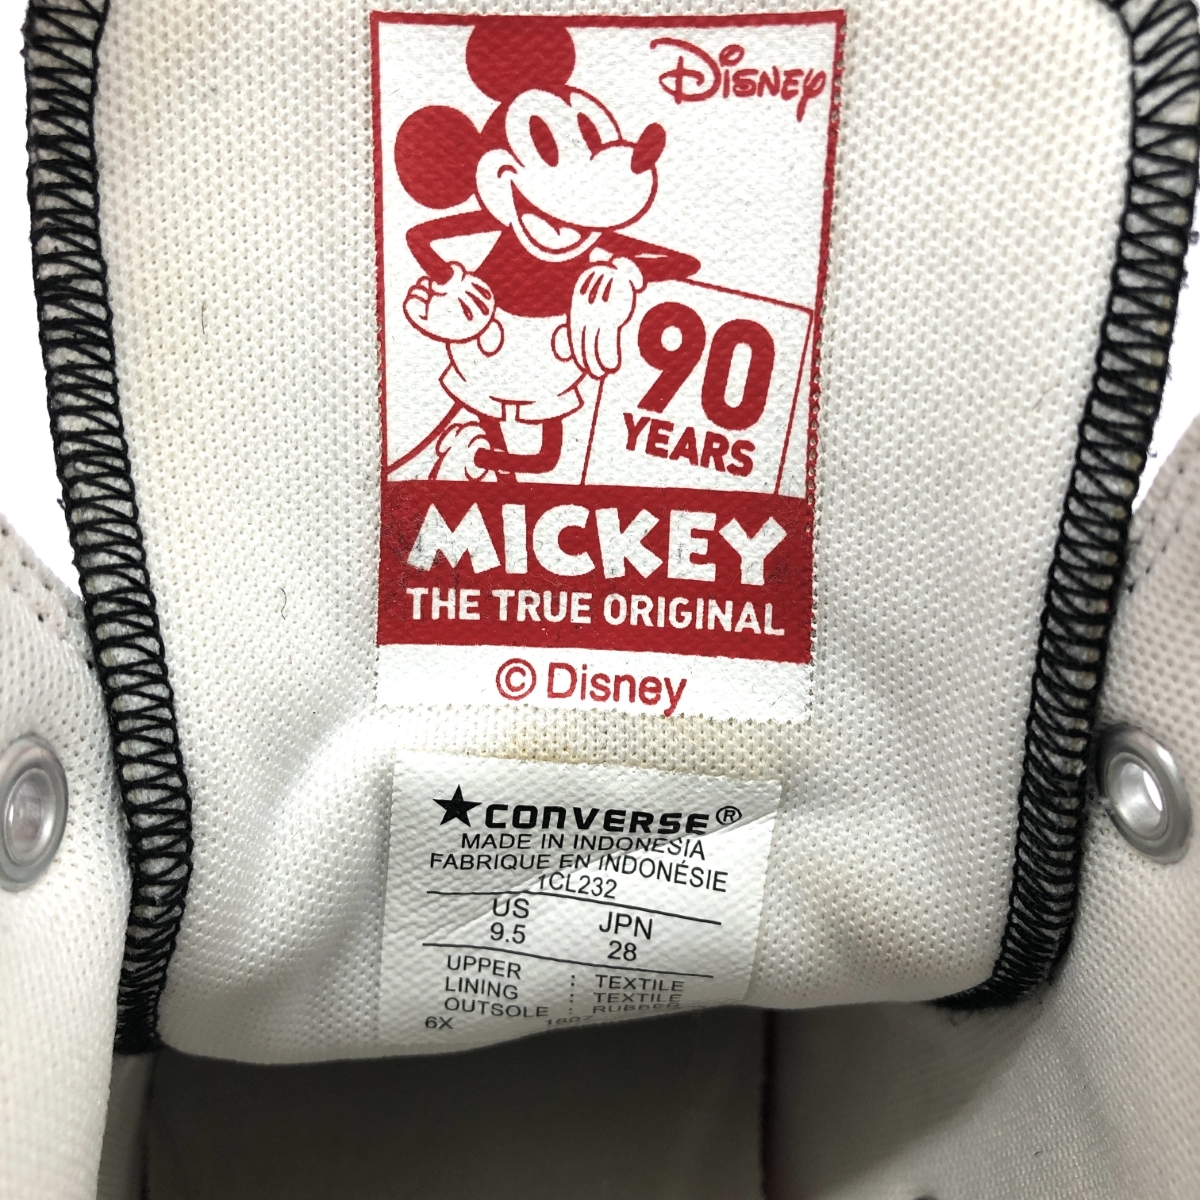 Disney
90
YEARS
MICKEY
THE TRUE ORIGINAL
© Disney
★CONVERSE®
MADE IN INDONESIA
FABRIQUE EN INDONÉSIE
1CL232
US JPN
9.5 28
UPPER : TEXTILE
LINING : TEXTILE
OUTSOLE : RUBBER
6X